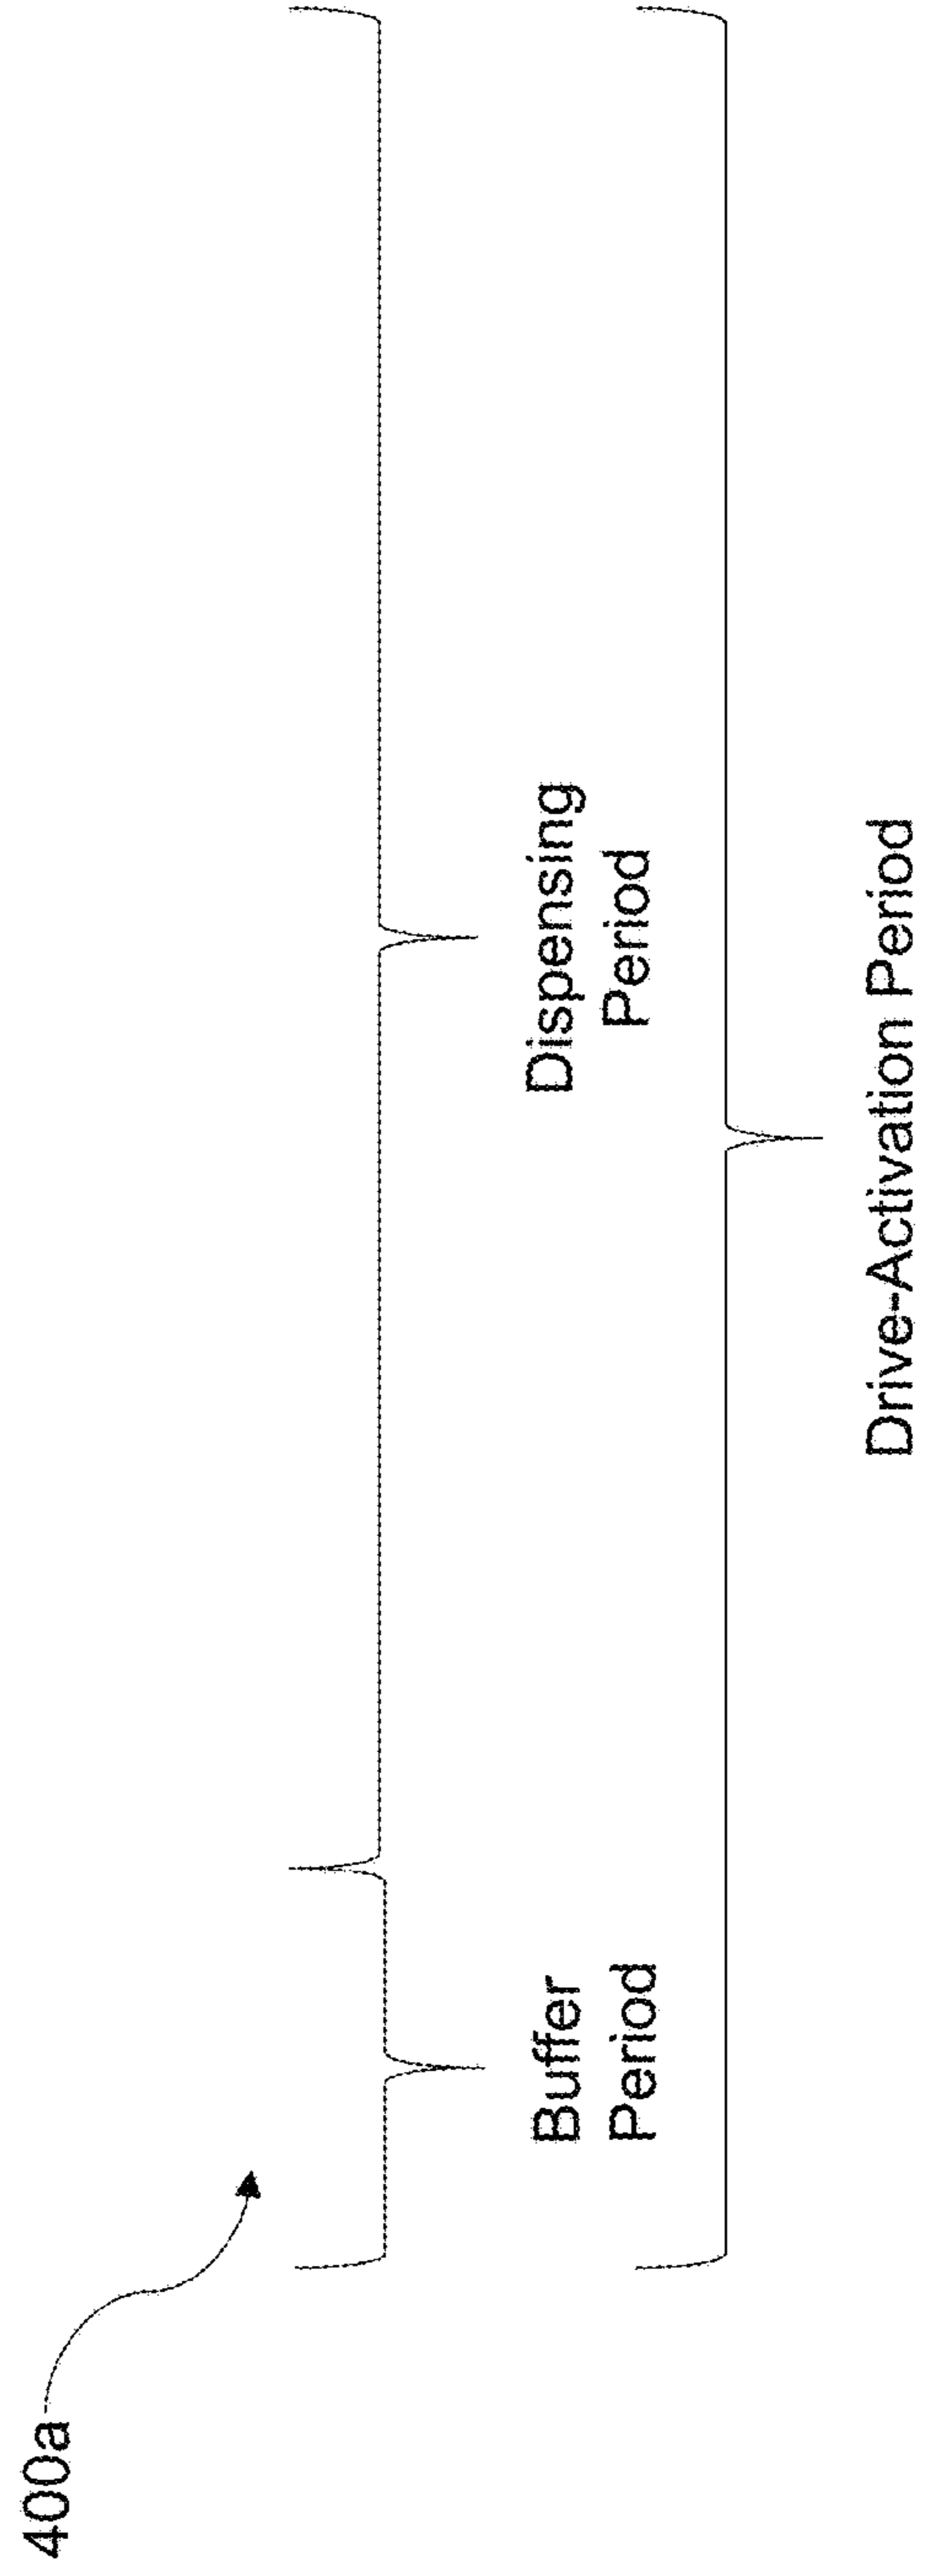 400a
Buffer
Period
Dispensing
Period
Drive-Activation Period